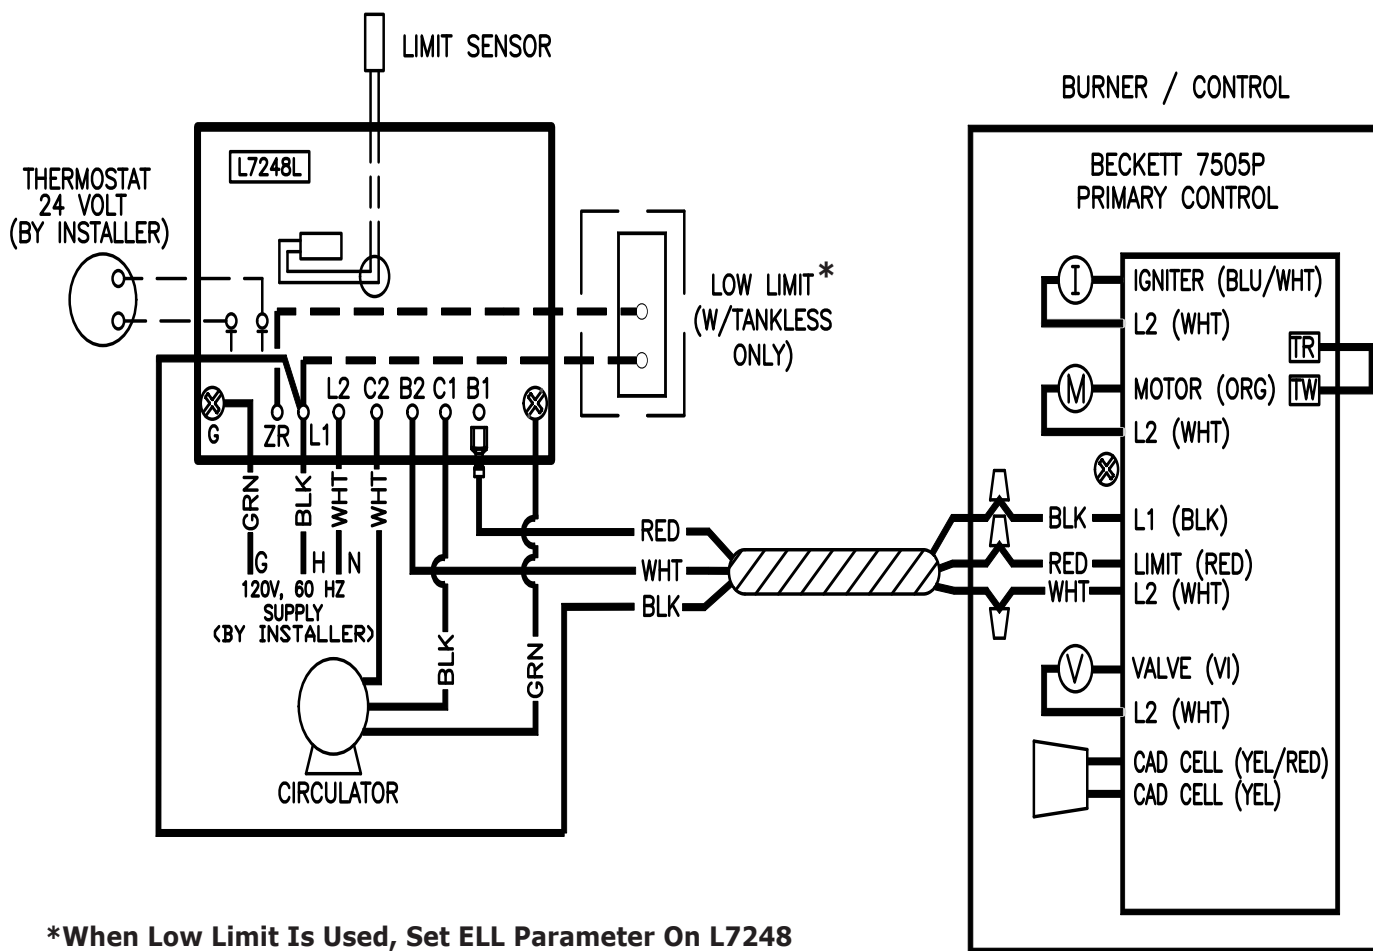 LIMIT SENSOR
BURNER / CONTROL
L7248L
BECKETT 7505P
PRIMARY CONTROL
THERMOSTAT
24 VOLT
(BY INSTALLER)
LOW LIMIT*
(W/TANKLESS
ONLY)
I
IGNITER (BLU/WHT)
L2 (WHT)
TR
M
MOTOR (ORG)
TW
L2 (WHT)
G
ZR
L1
L2
C2
B2
C1
B1
GRN
BLK
WHT
WHT
G
H
N
120V, 60 HZ
SUPPLY
(BY INSTALLER)
RED
WHT
BLK
BLK
L1 (BLK)
RED
LIMIT (RED)
WHT
L2 (WHT)
BLK
GRN
V
VALVE (VI)
L2 (WHT)
CAD CELL (YEL/RED)
CAD CELL (YEL)
CIRCULATOR
*When Low Limit Is Used, Set ELL Parameter On L7248